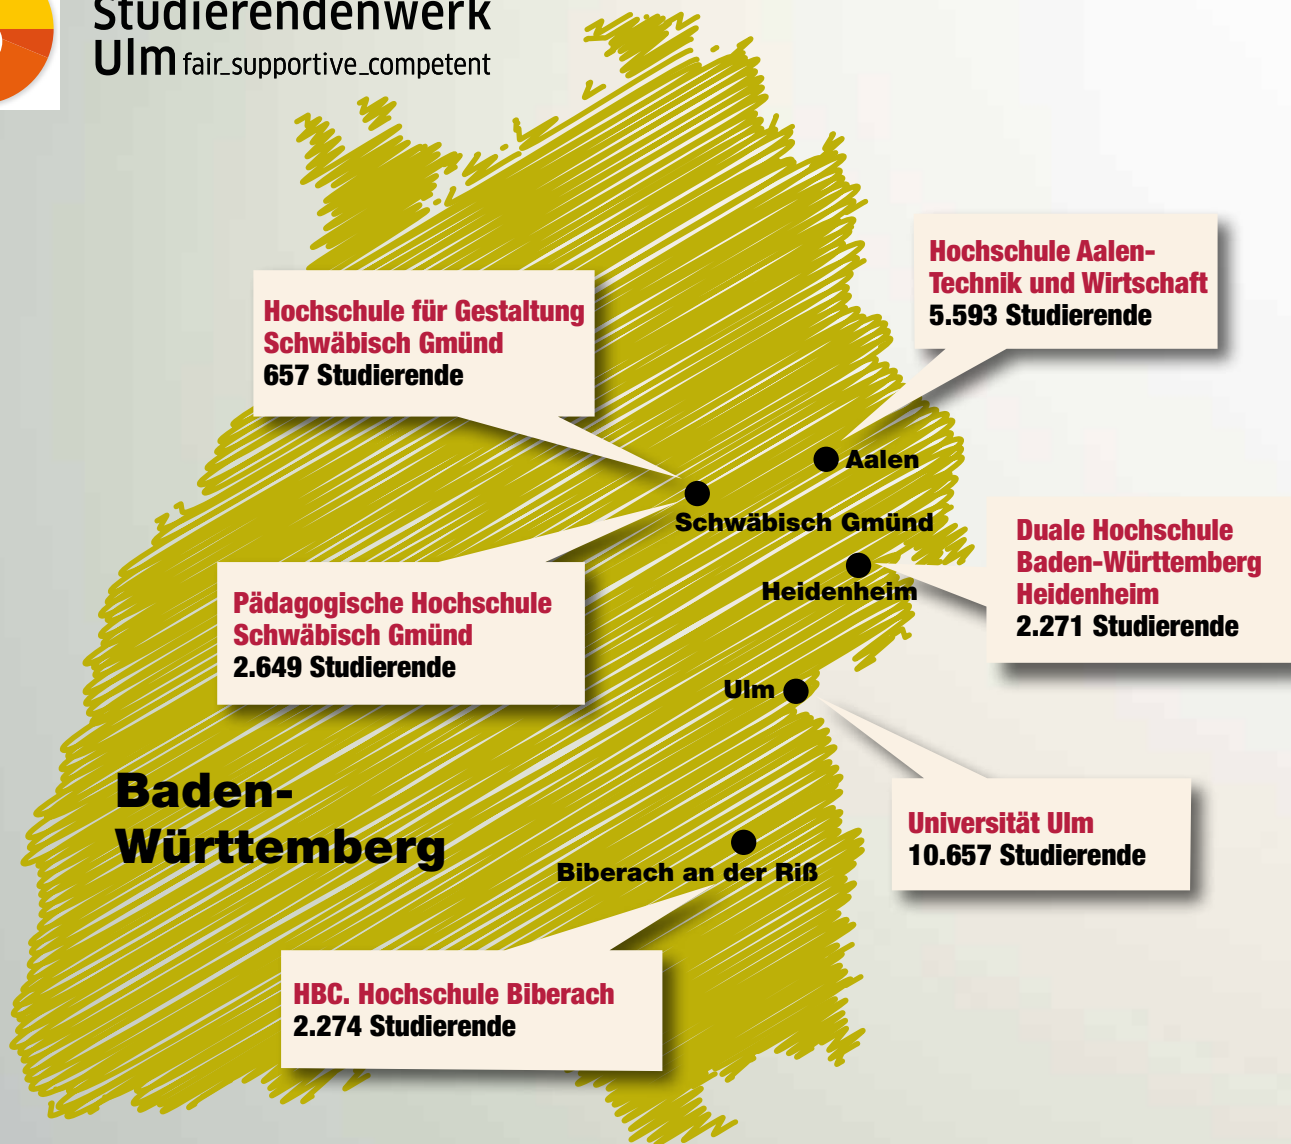 Studierendenwerk
Ulm fair_supportive_competent
Hochschule Aalen-
Technik und Wirtschaft
5.593 Studierende
Hochschule für Gestaltung
Schwäbisch Gmünd
657 Studierende
Aalen
Schwäbisch Gmünd
Duale Hochschule
Baden-Württemberg
Heidenheim
2.271 Studierende
Heidenheim
Pädagogische Hochschule
Schwäbisch Gmünd
2.649 Studierende
Ulm
Baden-
Württemberg
Universität Ulm
10.657 Studierende
Biberach an der Riß
HBC. Hochschule Biberach
2.274 Studierende